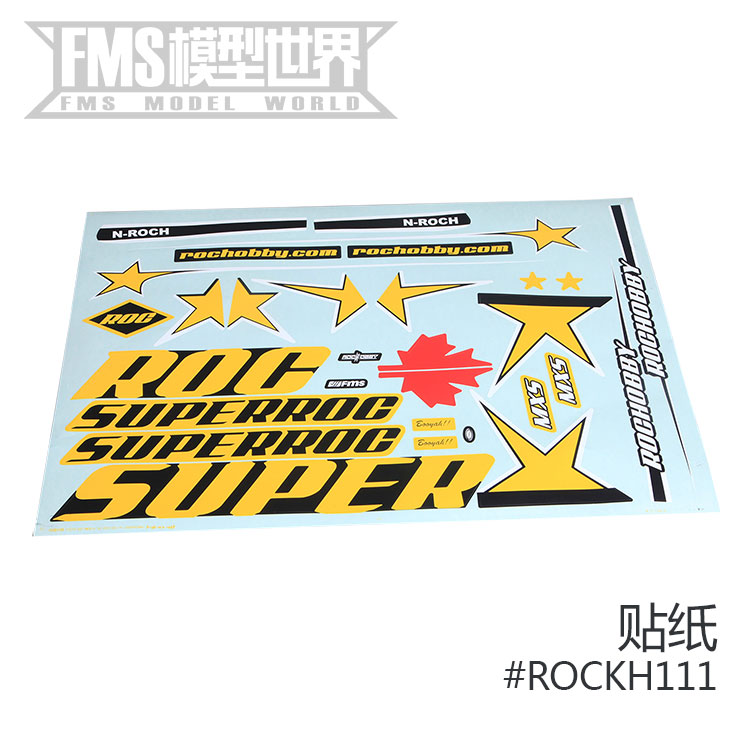 FMS模型世界
FMS MODEL WORLD
N-ROCH
N-ROCH
rochobby.com
rochobby.com
ROC
ROC
FMS
MXS
MXS
ROCHOBBY
ROCHOBBY
SUPERROC
Booyah!!
SUPERROC
Booyah!!
SUPER
贴纸
#ROCKH111